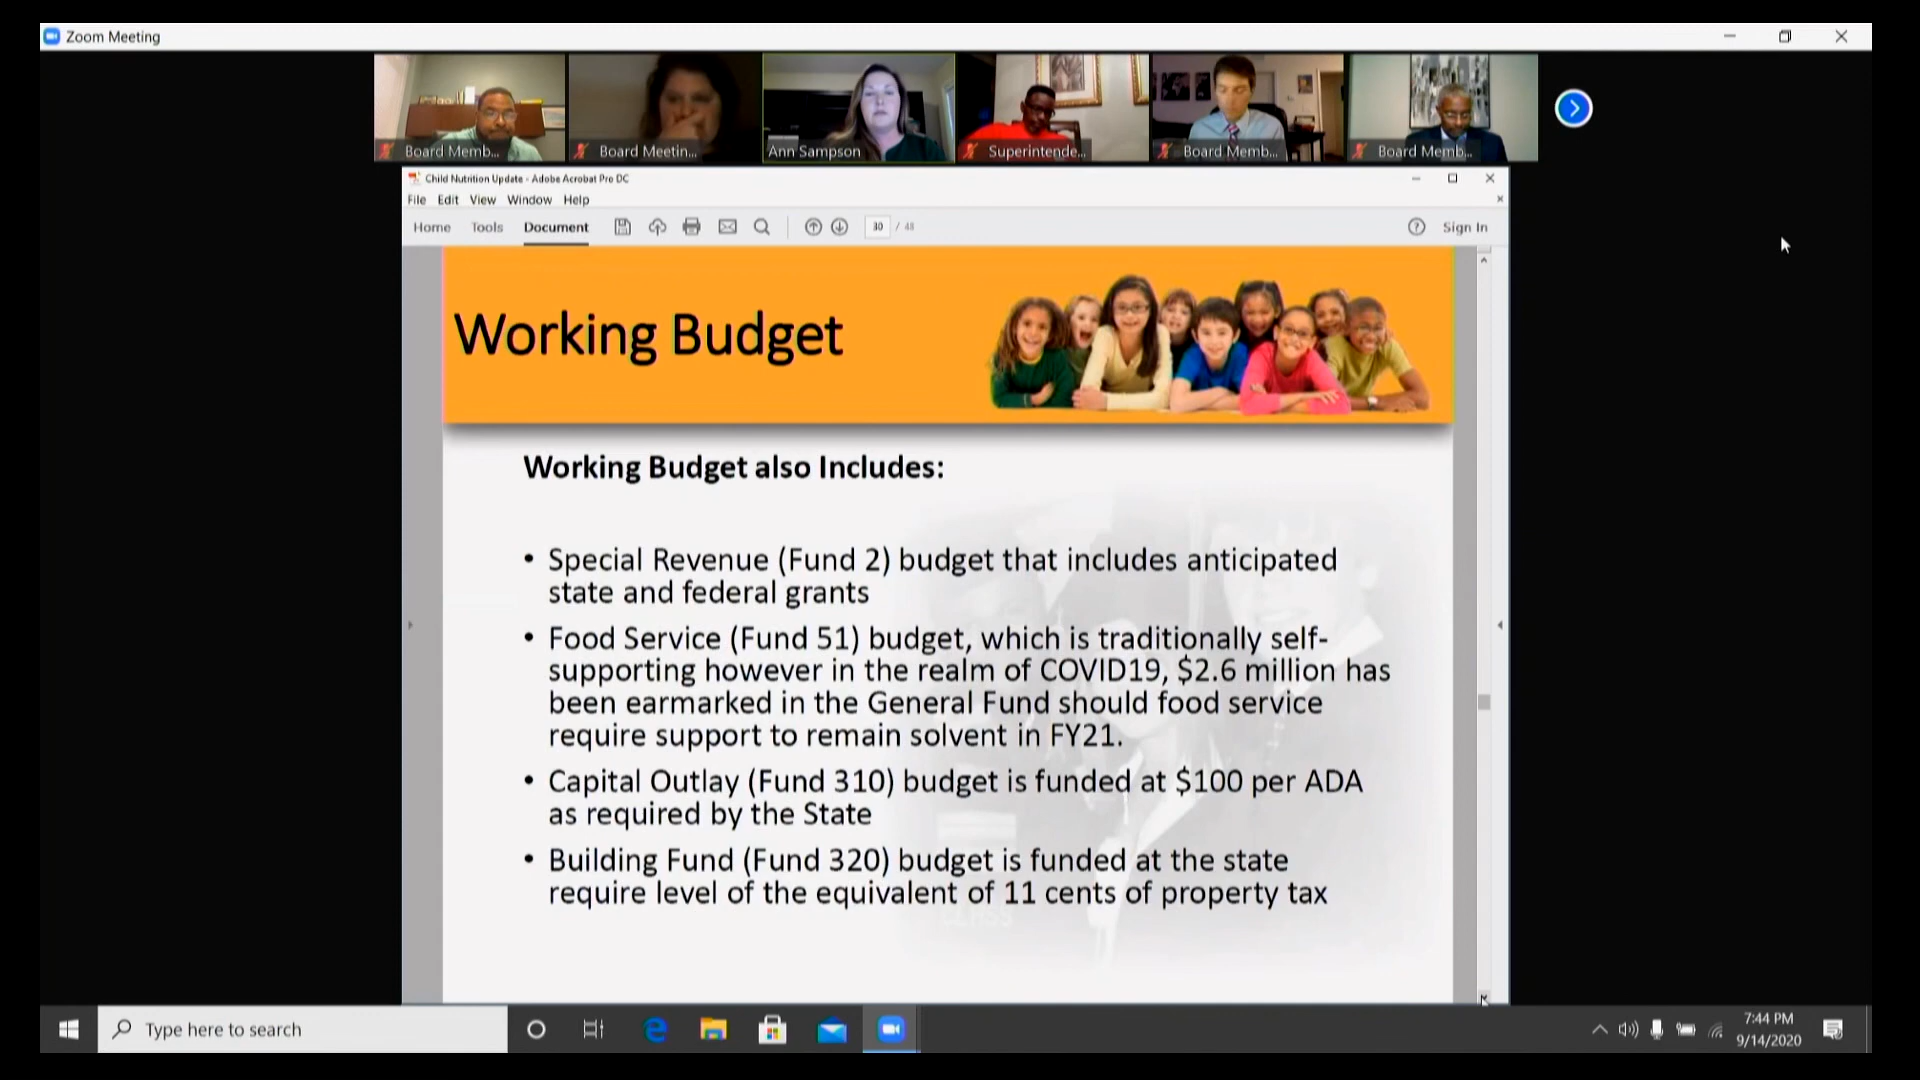 Zoom Meeting
Board Memb...
Board Meetin...
Ann Sampson
Superintende...
Board Memb...
Board Memb...
Child Nutrition Update - Adobe Acrobat Pro DC
File Edit View Window Help
Home Tools Document 30 / 48 Sign In
Working Budget
Working Budget also Includes:
• Special Revenue (Fund 2) budget that includes anticipated
state and federal grants
• Food Service (Fund 51) budget, which is traditionally self-
supporting however in the realm of COVID19, $2.6 million has
been earmarked in the General Fund should food service
require support to remain solvent in FY21.
• Capital Outlay (Fund 310) budget is funded at $100 per ADA
as required by the State
• Building Fund (Fund 320) budget is funded at the state
require level of the equivalent of 11 cents of property tax
Type here to search
7:44 PM
9/14/2020